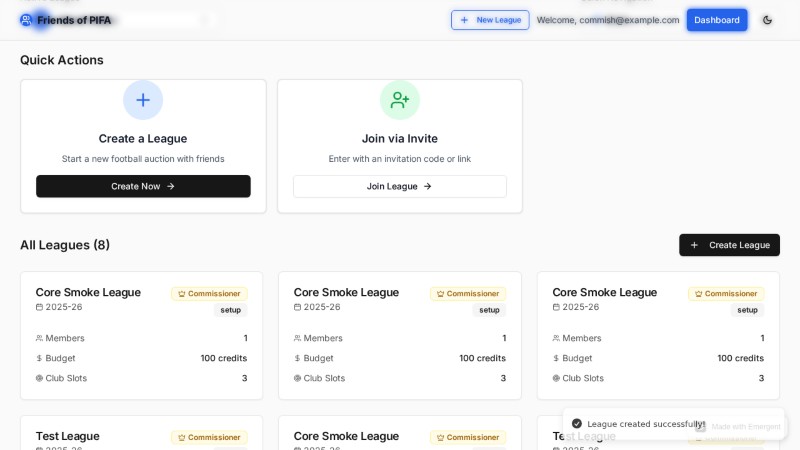 Friends of PIFA
New League
Welcome, commish@example.com
Dashboard
Quick Actions
Create a League
Start a new football auction with friends
Create Now
Join via Invite
Enter with an invitation code or link
Join League
All Leagues (8)
Create League
Core Smoke League
Commissioner
2025-26
setup
Members 1
Budget 100 credits
Club Slots 3
Core Smoke League
Commissioner
2025-26
setup
Members 1
Budget 100 credits
Club Slots 3
Core Smoke League
Commissioner
2025-26
setup
Members 1
Budget 100 credits
Club Slots 3
Test League
Commissioner
2025-26
Core Smoke League
Commissioner
2025-26
Test League
League created successfully!
Made with Emergent